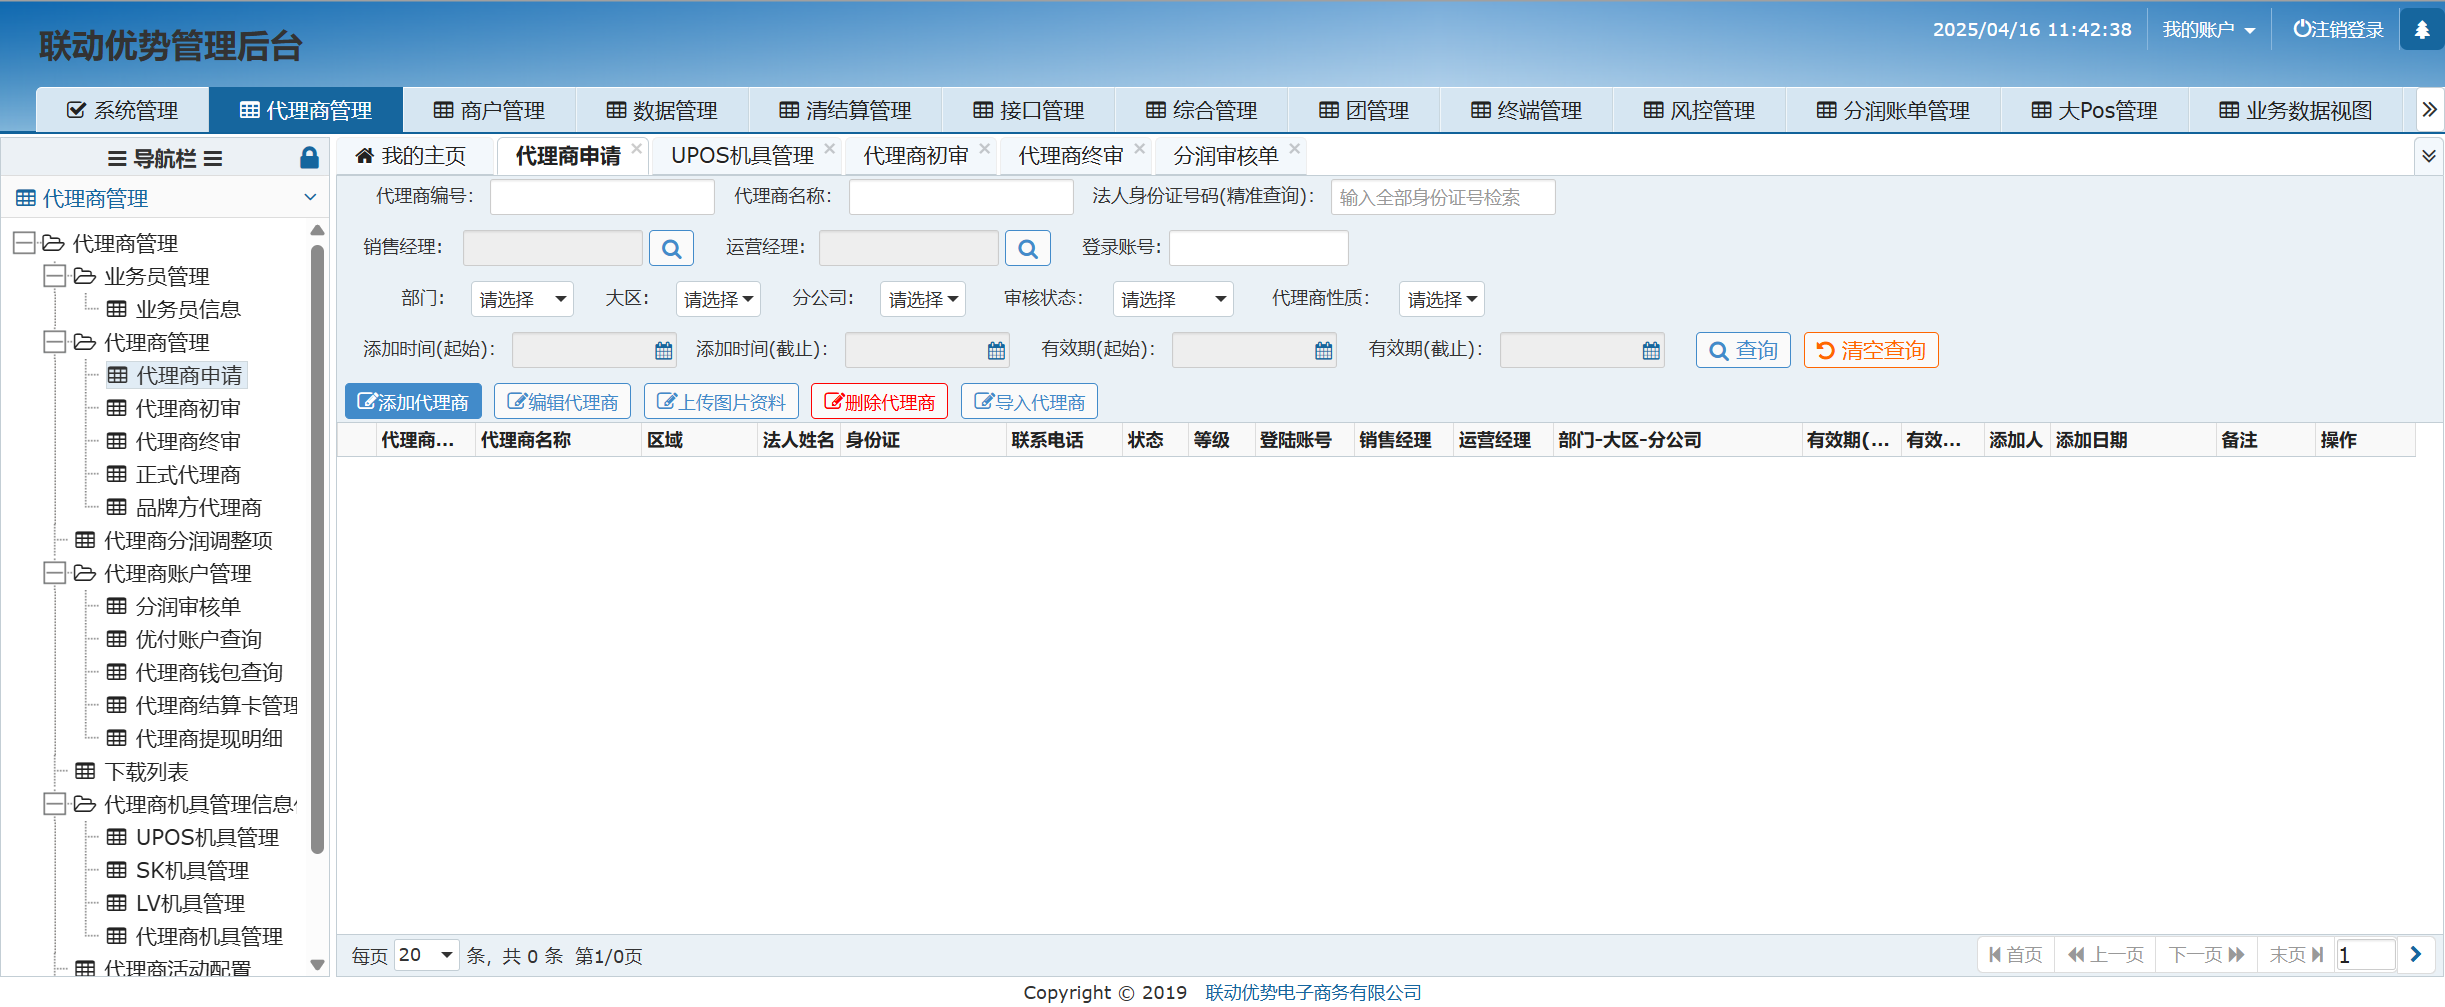 联动优势管理后台
2025/04/16 11:42:38 我的账户 注销登录
系统管理 代理商管理 商户管理 数据管理 清结算管理 接口管理 综合管理 团管理 终端管理 风控管理 分润账单管理 大Pos管理 业务数据视图
导航栏
代理商管理
代理商管理
业务员管理
业务员信息
代理商管理
代理商申请
代理商初审
代理商终审
正式代理商
品牌方代理商
代理商分润调整项
代理商账户管理
分润审核单
优付账户查询
代理商钱包查询
代理商结算卡管理
代理商提现明细
下载列表
代理商机具管理信息
UPOS机具管理
SK机具管理
LV机具管理
代理商机具管理
代理商活动配置
我的主页 代理商申请 UPOS机具管理 代理商初审 代理商终审 分润审核单
代理商编号： 代理商名称： 法人身份证号码(精准查询)： 输入全部身份证号检索
销售经理: 运营经理: 登录账号:
部门: 请选择 大区: 请选择 分公司: 请选择 审核状态: 请选择 代理商性质: 请选择
添加时间(起始)： 添加时间(截止)： 有效期(起始)： 有效期(截止)： 查询 清空查询
添加代理商 编辑代理商 上传图片资料 删除代理商 导入代理商
代理商... 代理商名称 区域 法人姓名 身份证 联系电话 状态 等级 登陆账号 销售经理 运营经理 部门-大区-分公司 有效期(... 有效... 添加人 添加日期 备注 操作
每页 20 条，共 0 条 第1/0页
首页 上一页 下一页 末页 1
Copyright © 2019 联动优势电子商务有限公司